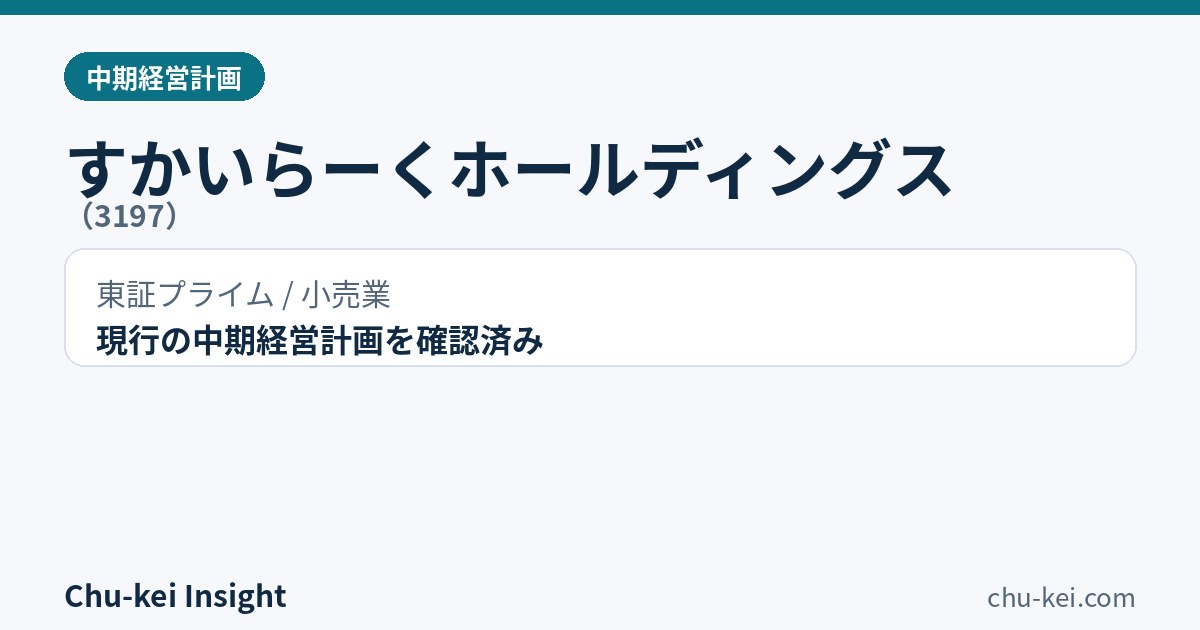 中期経営計画
すかいらーくホールディングス
（3197）
東証プライム / 小売業
現行の中期経営計画を確認済み
Chu-kei Insight
chu-kei.com